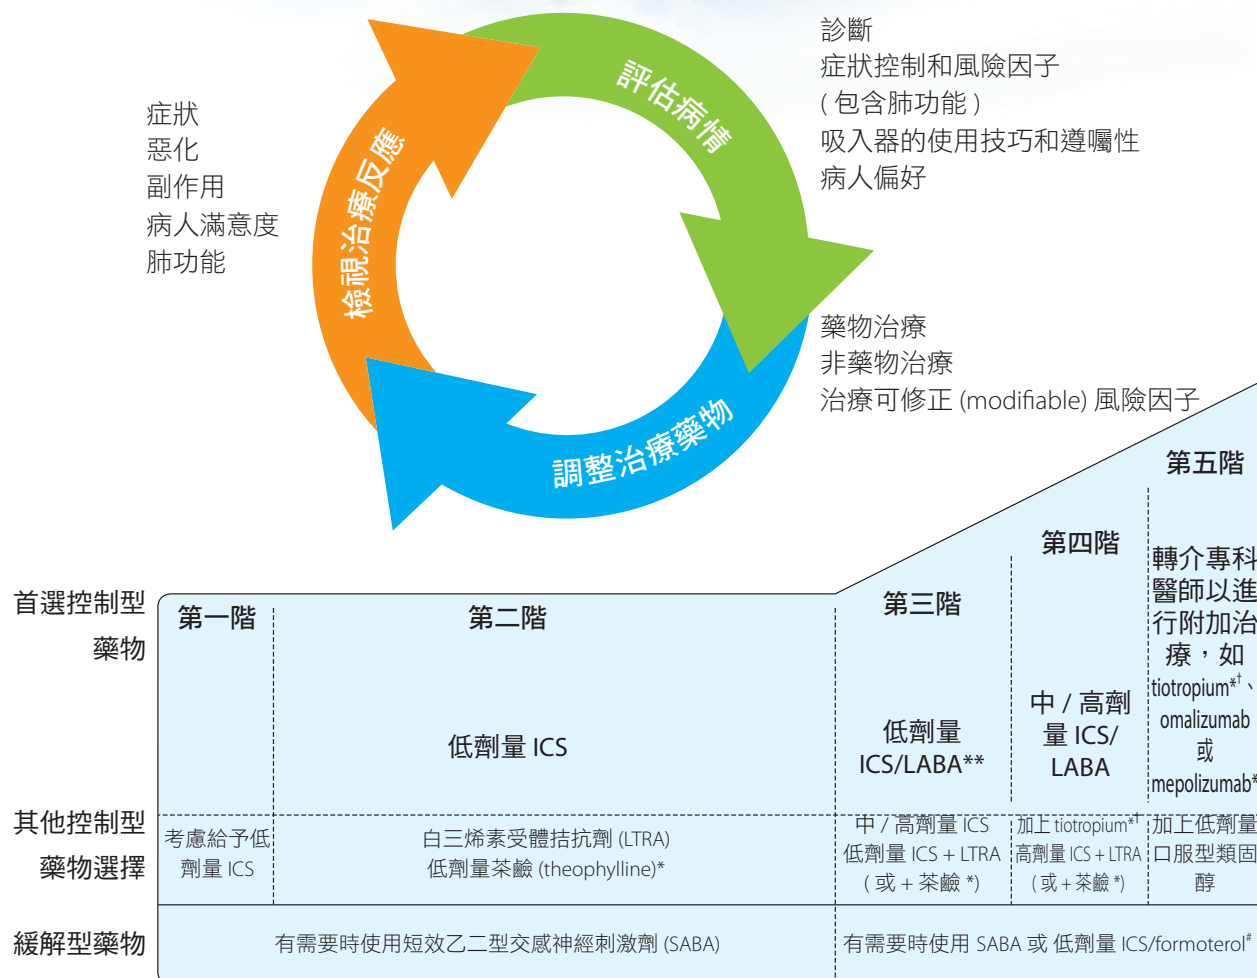 診斷
症狀控制和風險因子
( 包含肺功能 )
吸入器的使用技巧和遵囑性
病人偏好
評估病情
症狀
惡化
副作用
病人滿意度
肺功能
檢視治療反應
藥物治療
非藥物治療
治療可修正 (modifiable) 風險因子
調整治療藥物
首選控制型
藥物
第一階
第二階
低劑量 ICS
第三階
低劑量
ICS/LABA**
第四階
中 / 高劑
量 ICS/
LABA
第五階
轉介專科
醫師以進
行附加治
療，如
tiotropium*†、
omalizumab
或
mepolizumab*
其他控制型
藥物選擇
考慮給予低
劑量 ICS
白三烯素受體拮抗劑 (LTRA)
低劑量茶鹼 (theophylline)*
中 / 高劑量 ICS
低劑量 ICS + LTRA
( 或 + 茶鹼 *)
加上 tiotropium*†
高劑量 ICS + LTRA
( 或 + 茶鹼 *)
加上低劑量
口服型類固
醇
緩解型藥物
有需要時使用短效乙二型交感神經刺激劑 (SABA)
有需要時使用 SABA 或 低劑量 ICS/formoterol#